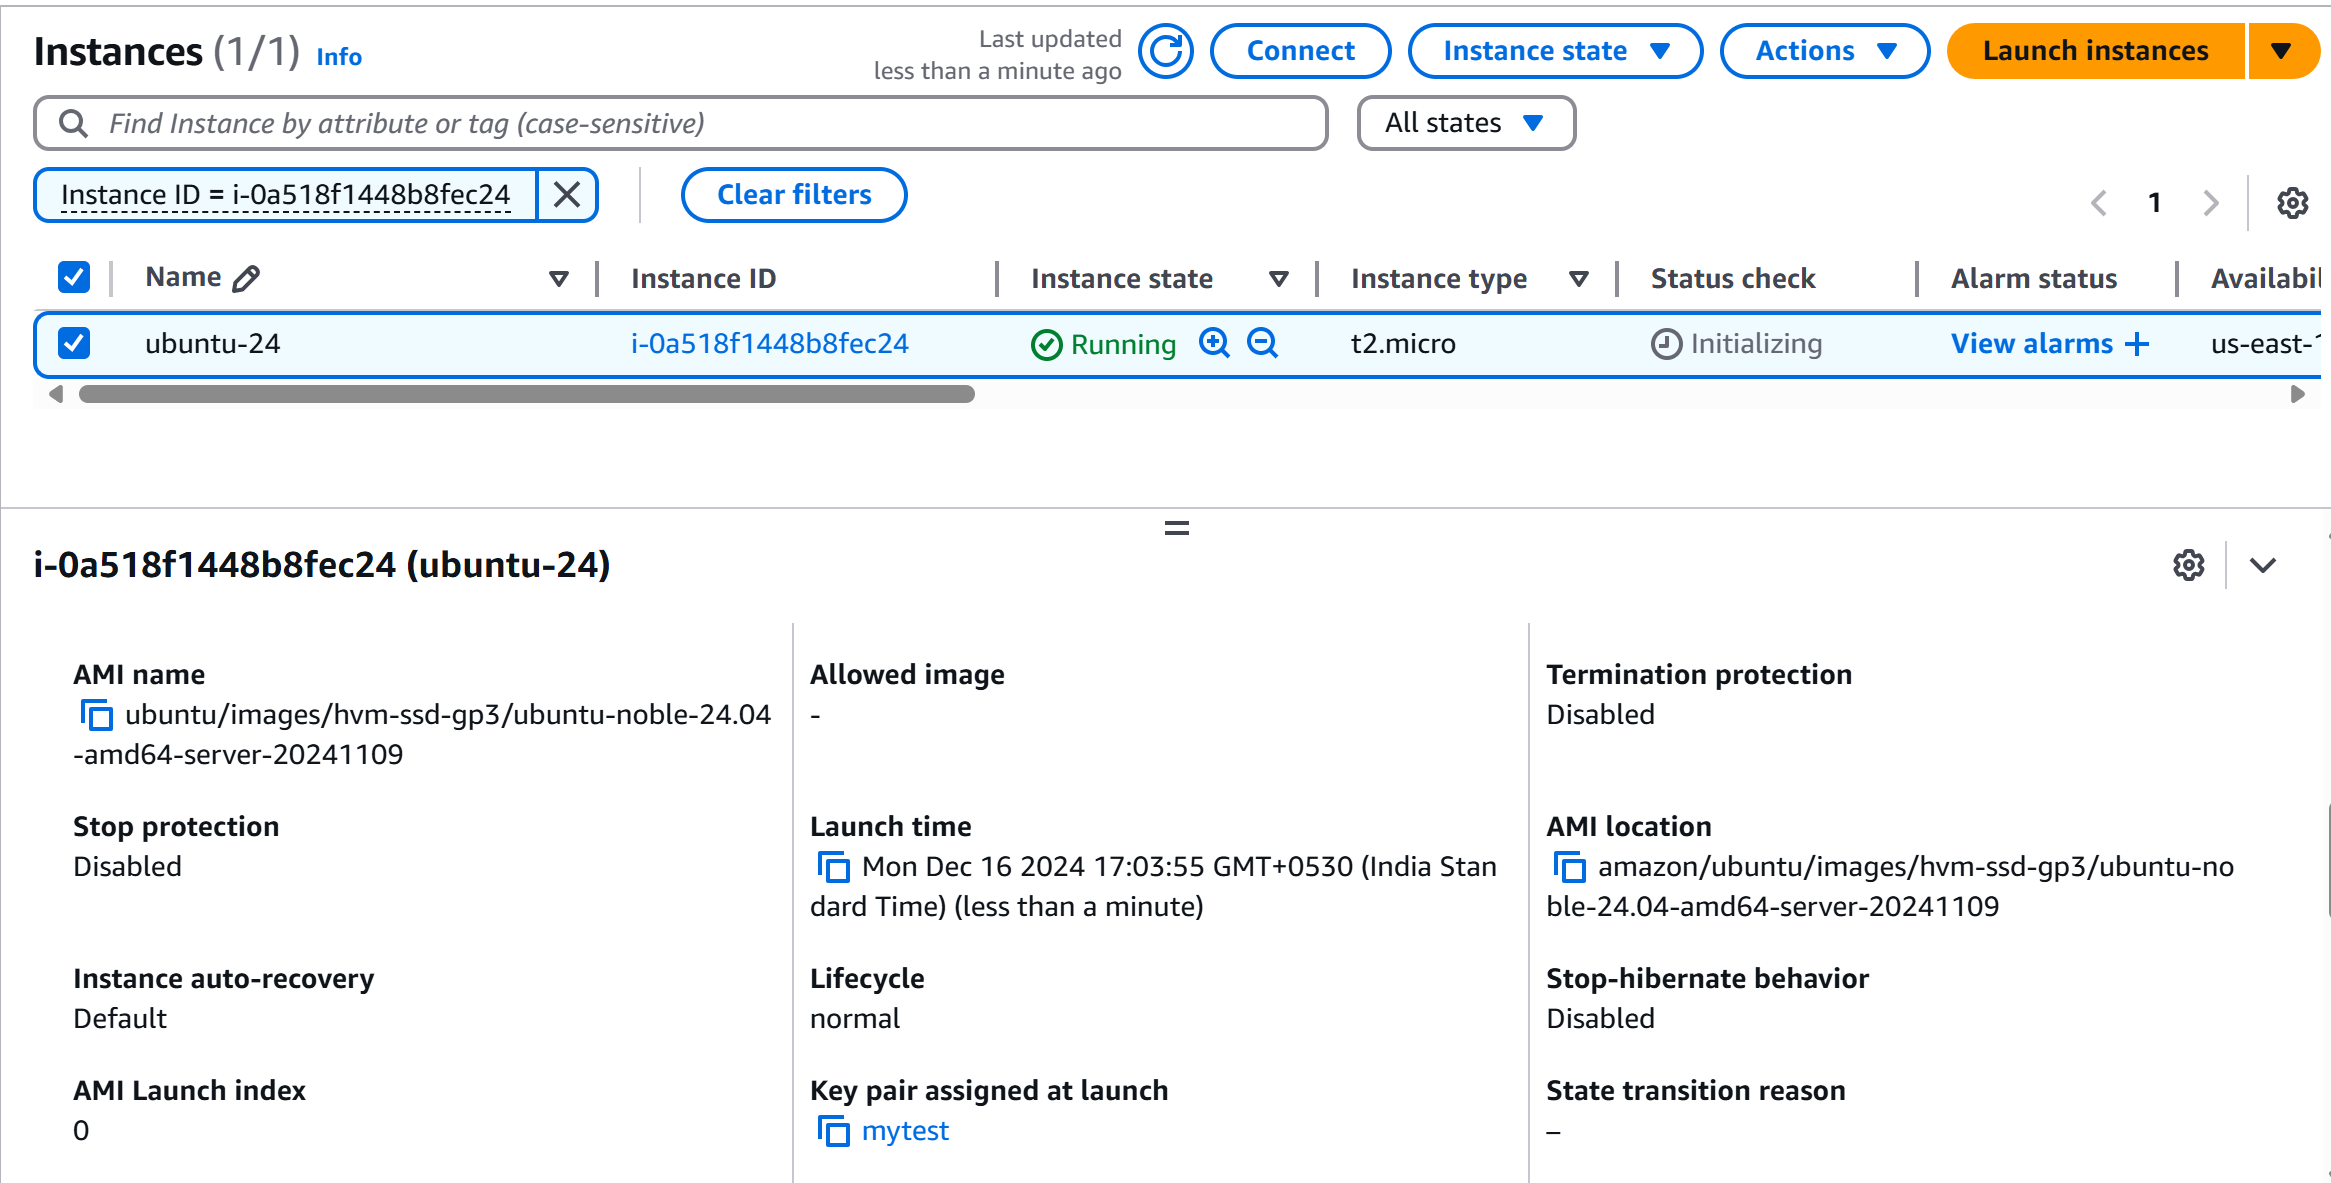 Instances (1/1) Info
Last updated
less than a minute ago
Connect
Instance state
Actions
Launch instances
Find Instance by attribute or tag (case-sensitive)
All states
Instance ID = i-0a518f1448b8fec24
Clear filters
1
Name
Instance ID
Instance state
Instance type
Status check
Alarm status
Availabil
ubuntu-24
i-0a518f1448b8fec24
Running
t2.micro
Initializing
View alarms +
us-east-1
i-0a518f1448b8fec24 (ubuntu-24)
AMI name
ubuntu/images/hvm-ssd-gp3/ubuntu-noble-24.04
-amd64-server-20241109
Allowed image
-
Termination protection
Disabled
Stop protection
Disabled
Launch time
Mon Dec 16 2024 17:03:55 GMT+0530 (India Stan
dard Time) (less than a minute)
AMI location
amazon/ubuntu/images/hvm-ssd-gp3/ubuntu-no
ble-24.04-amd64-server-20241109
Instance auto-recovery
Default
Lifecycle
normal
Stop-hibernate behavior
Disabled
AMI Launch index
0
Key pair assigned at launch
mytest
State transition reason
–